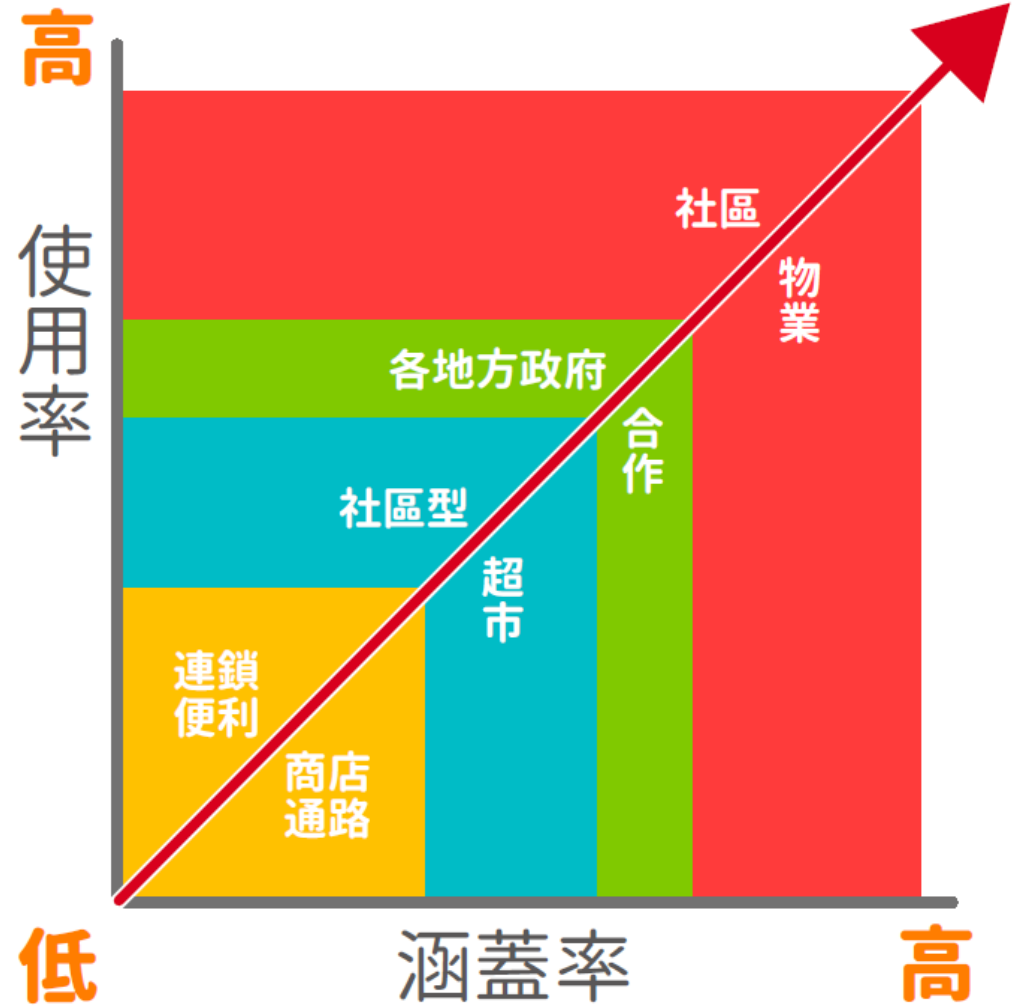 高
使用率
社區
物業
各地方政府
合作
社區型
超市
連鎖
便利
商店
通路
低
涵蓋率
高